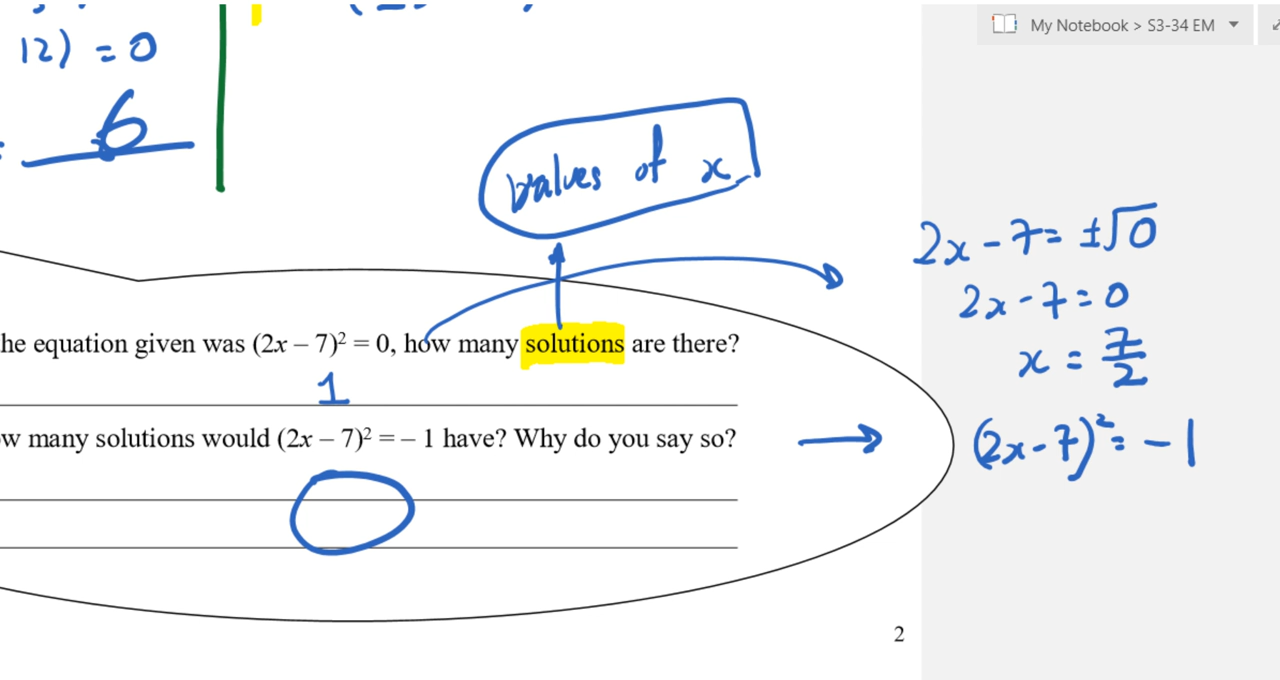 My Notebook > S3-34 EM
12) = 0
= 6
values of x
2x - 7 = ±√0
2x - 7 = 0
x = 7/2
he equation given was (2x – 7)² = 0, how many solutions are there?
1
w many solutions would (2x – 7)² = – 1 have? Why do you say so?
(2x - 7)² = - 1
0
2